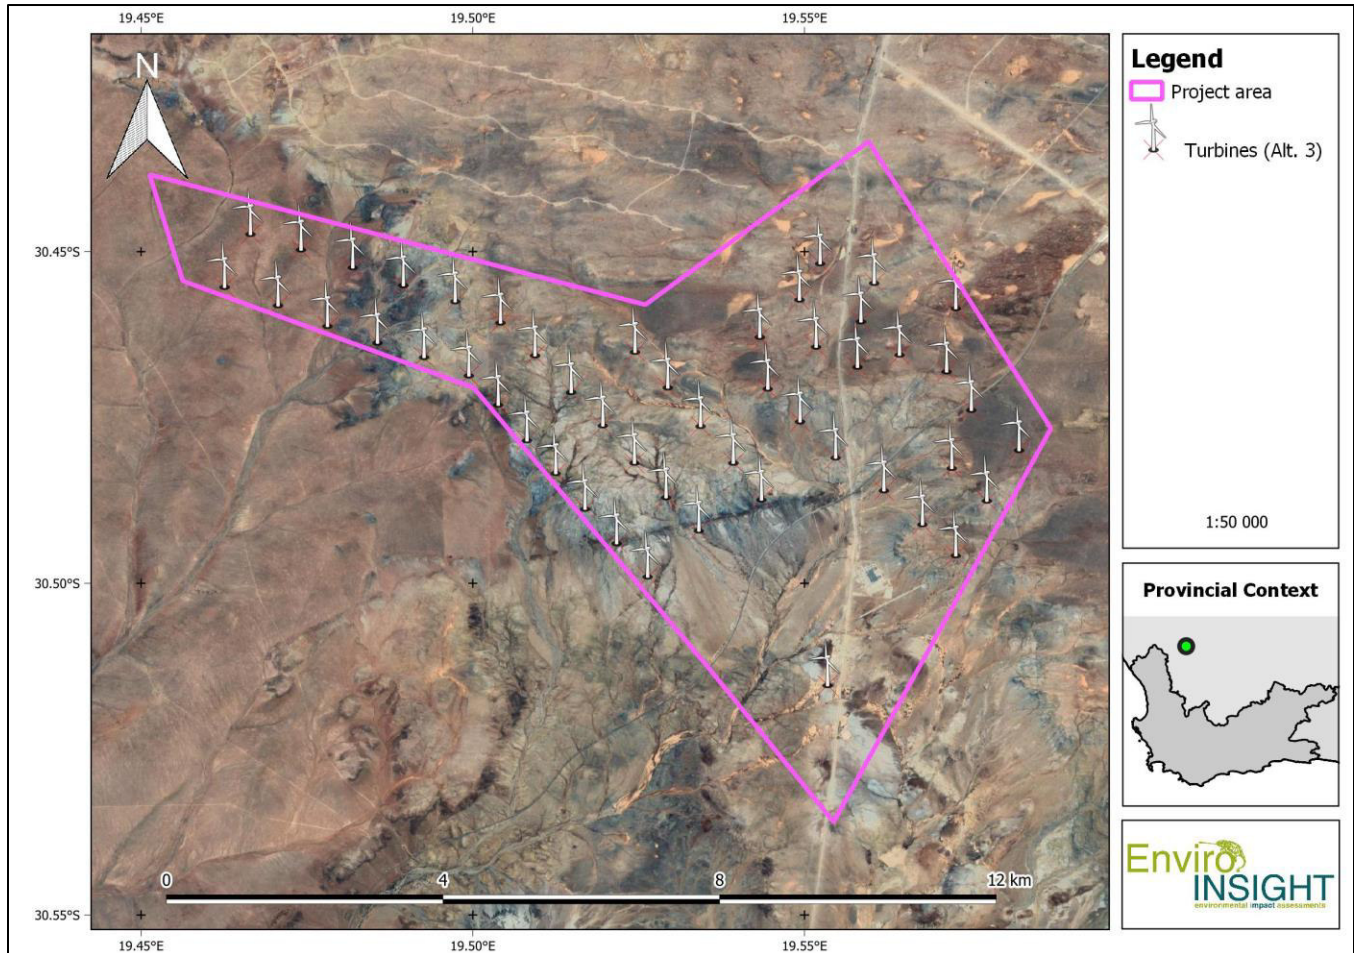 19.45°E 19.50°E 19.55°E
N
30.45°S
30.50°S
30.55°S
0 4 8 12 km
19.45°E 19.50°E 19.55°E
Legend
Project area
Turbines (Alt. 3)
1:50 000
Provincial Context
Enviro
INSIGHT
environmental impact assessments